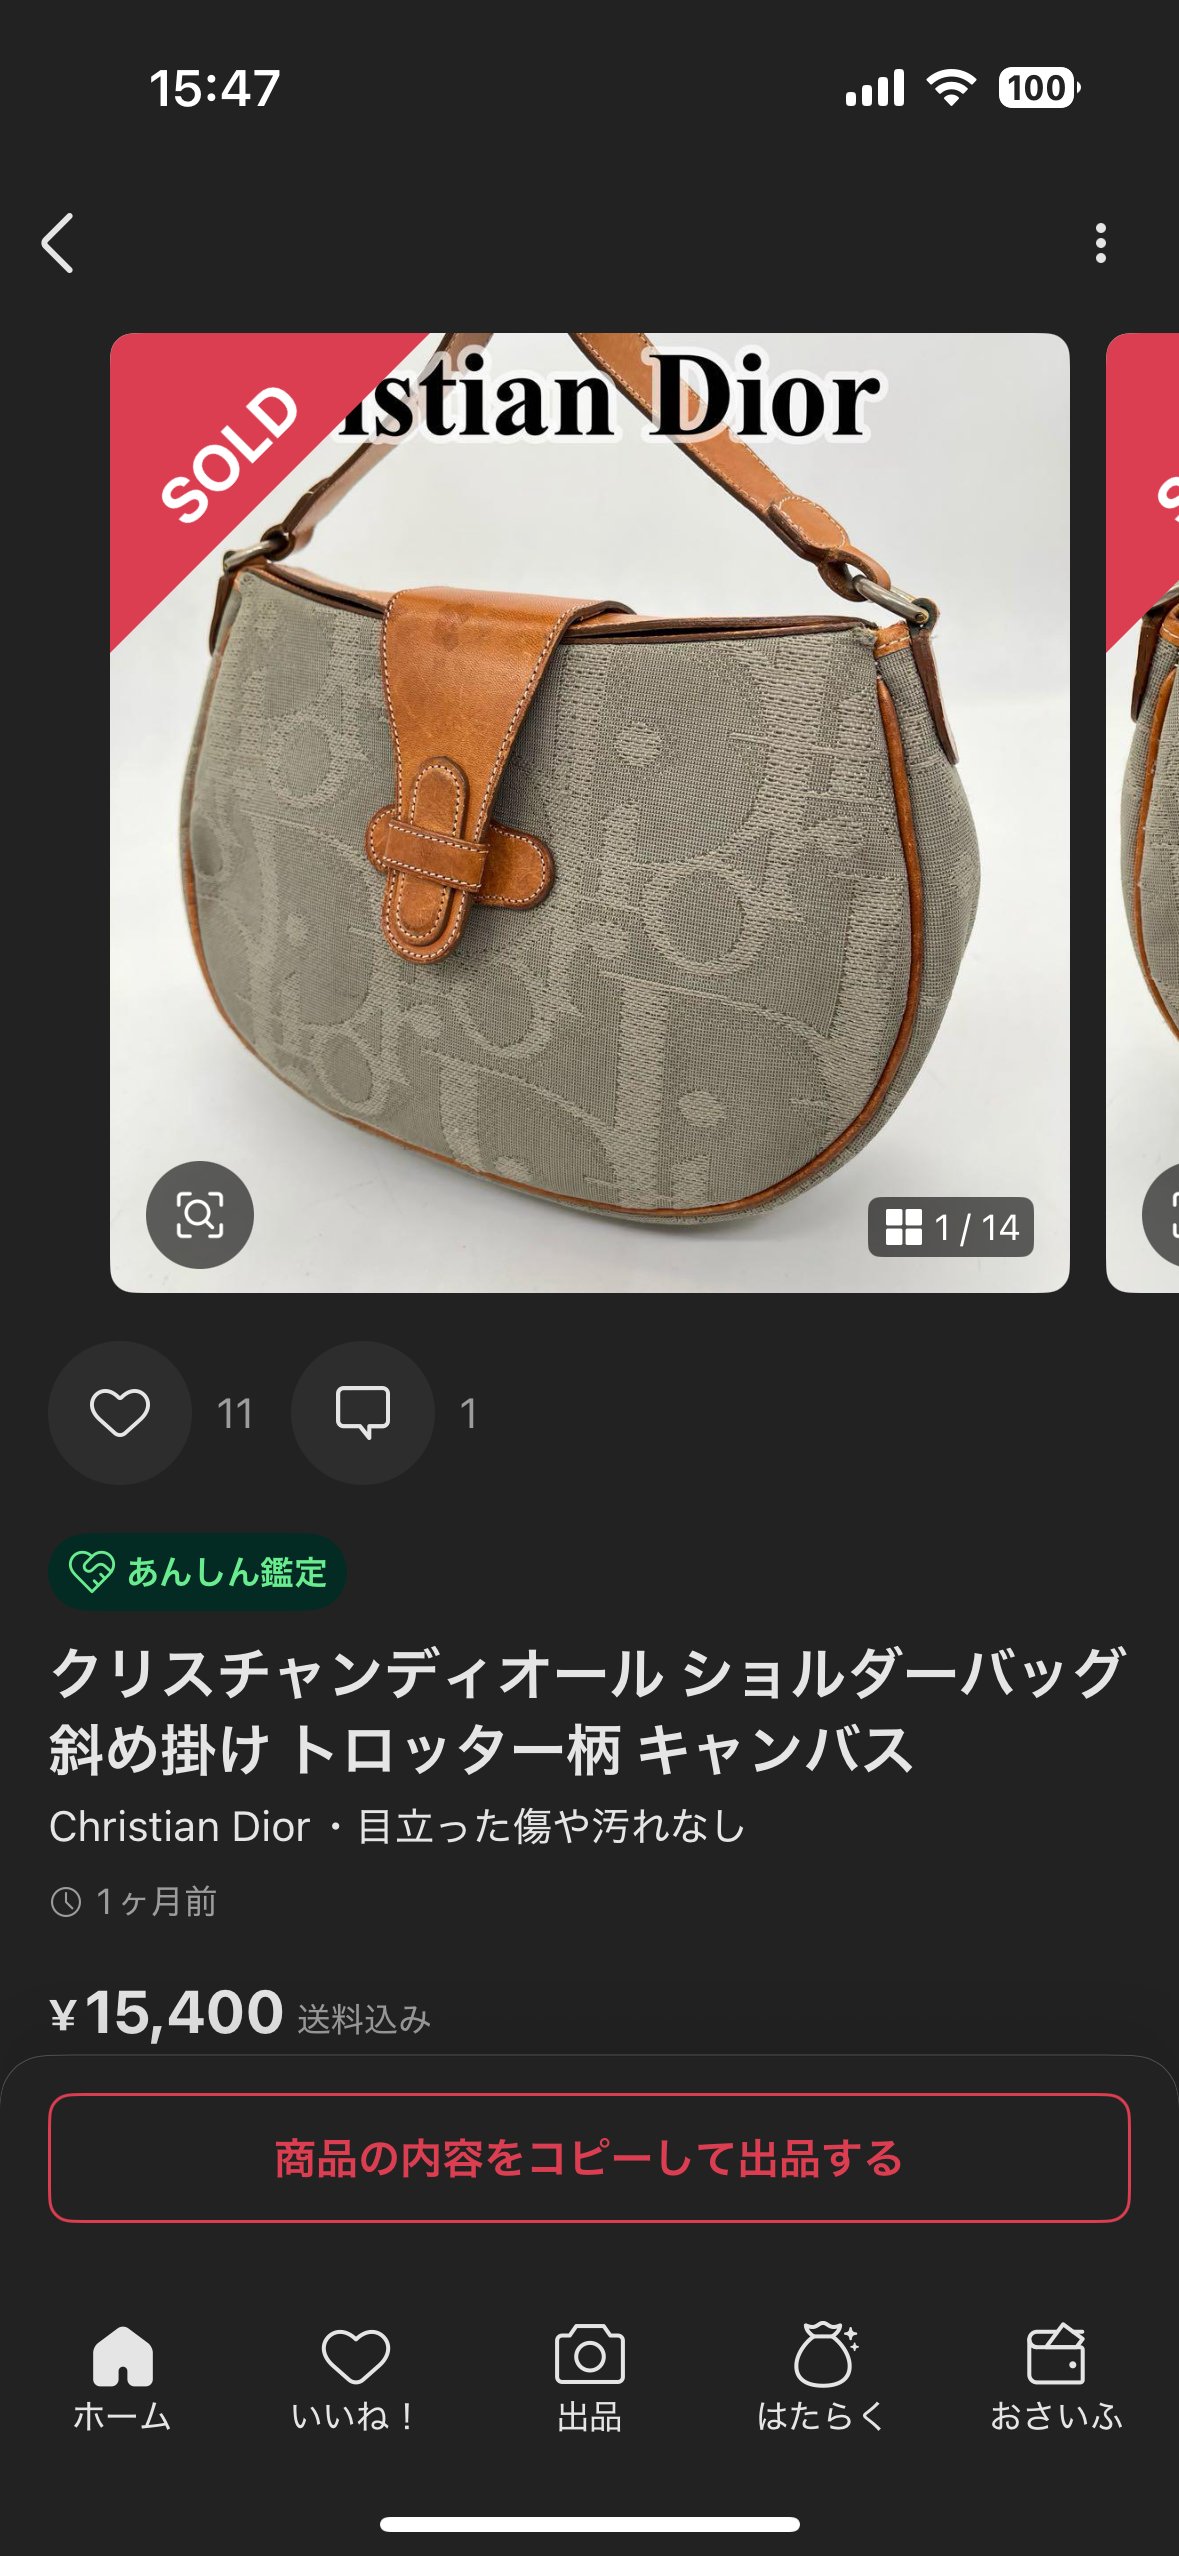 15:47
100
SOLD
istian Dior
1 / 14
11
1
あんしん鑑定
クリスチャンディオール ショルダーバッグ
斜め掛け トロッター柄 キャンバス
Christian Dior・目立った傷や汚れなし
1ヶ月前
¥15,400 送料込み
商品の内容をコピーして出品する
ホーム
いいね！
出品
はたらく
おさいふ